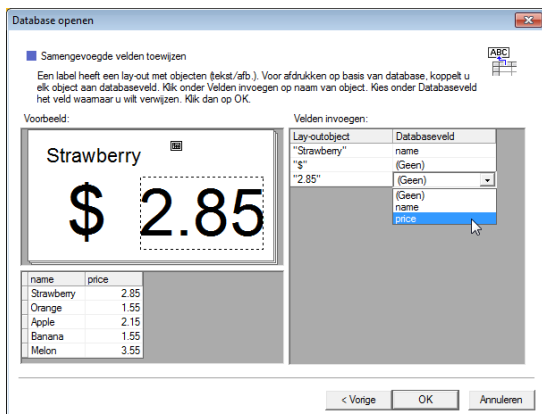 Database openen
Samengevoegde velden toewijzen
ABC
Een label heeft een lay-out met objecten (tekst/afb.). Voor afdrukken op basis van database, koppelt u
elk object aan databaseveld. Klik onder Velden invoegen op naam van object. Kies onder Databaseveld
het veld waarnaar u wilt verwijzen. Klik dan op OK.
Voorbeeld:
Strawberry
$ 2.85
name price
Strawberry 2.85
Orange 1.55
Apple 2.15
Banana 1.55
Melon 3.55
Velden invoegen:
Lay-outobject Databaseveld
"Strawberry" name
"$" (Geen)
"2.85" (Geen)
(Geen)
name
price
< Vorige OK Annuleren